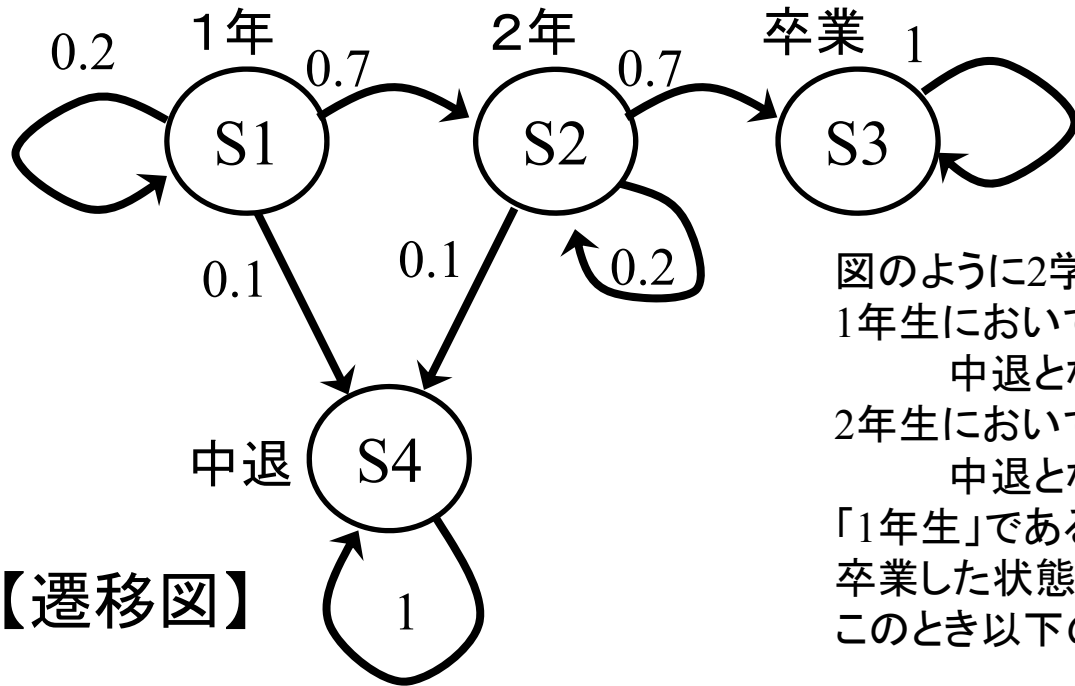 1年
2年
卒業
0.2
0.7
0.7
1
S1
S2
S3
0.1
0.1
0.2
中退
S4
1
【遷移図】
図のように2学
1年生において
中退と
2年生において
中退と
「1年生」である
卒業した状態
このとき以下の